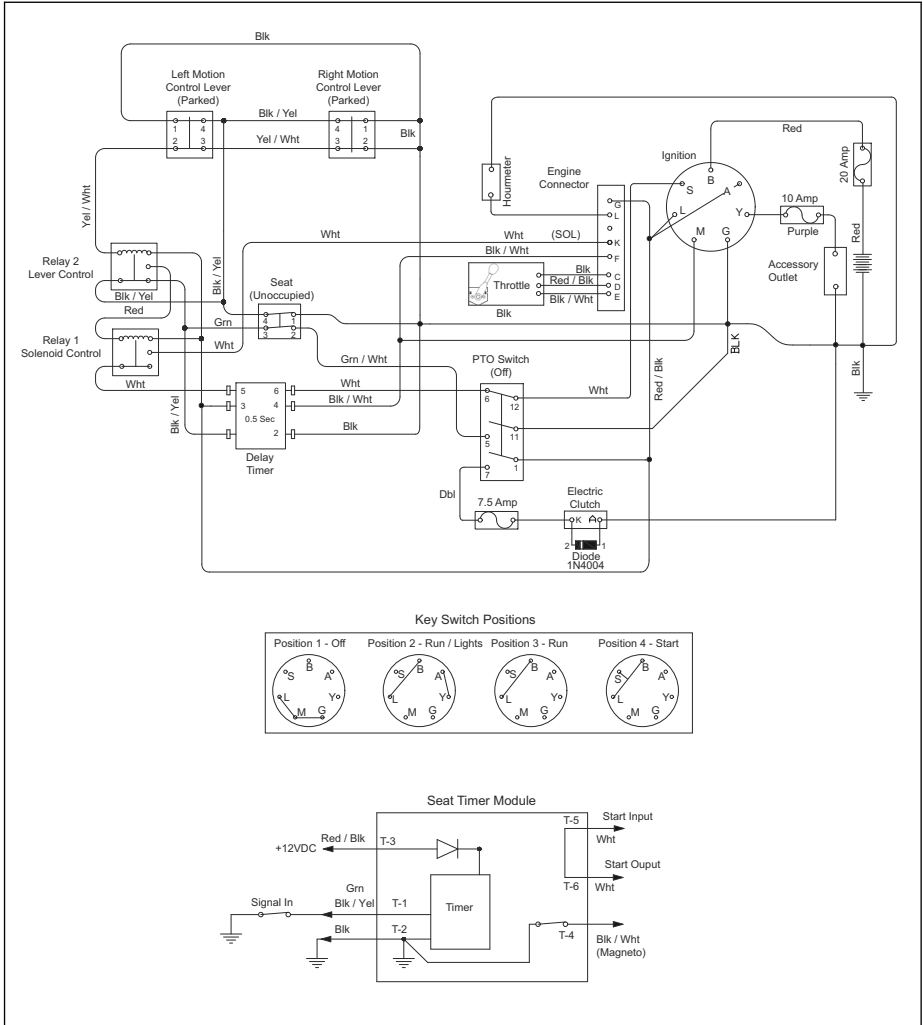 Blk
Left Motion
Control Lever
(Parked)
Right Motion
Control Lever
(Parked)
Blk / Yel
1 4
2 3
4 1
3 2
Blk
Yel / Wht
Yel / Wht
Blk / Yel
Relay 2
Lever Control
Blk / Yel
Red
Relay 1
Solenoid Control
Wht
Wht
Seat
(Unoccupied)
4 1
3 2
Grn
Grn / Wht
Blk / Yel
5 6
3 4
2
0.5 Sec
Delay
Timer
Wht
Blk / Wht
Blk
Hourmeter
Engine
Connector
G
L
K
F
C
D
E
Wht
Wht
(SOL)
Blk / Wht
Throttle
Blk
Red / Blk
Blk / Wht
Blk
Ignition
B
S
A
L
Y
M
G
Red
20 Amp
10 Amp
Purple
Red
Accessory
Outlet
Blk
BLK
Red / Blk
PTO Switch
(Off)
6
12
11
5
1
7
Wht
Dbl
7.5 Amp
Electric
Clutch
K A
2 1
Diode
1N4004
Key Switch Positions
Position 1 - Off
Position 2 - Run / Lights
Position 3 - Run
Position 4 - Start
B
S
A
L
Y
M
G
B
S
A
L
Y
M
G
B
S
A
L
Y
M
G
B
S
A
L
Y
M
G
Seat Timer Module
T-5
Start Input
Wht
Red / Blk
T-3
+12VDC
Start Ouput
T-6
Wht
Grn
Signal In
Blk / Yel
T-1
Timer
Blk
T-2
T-4
Blk / Wht
(Magneto)